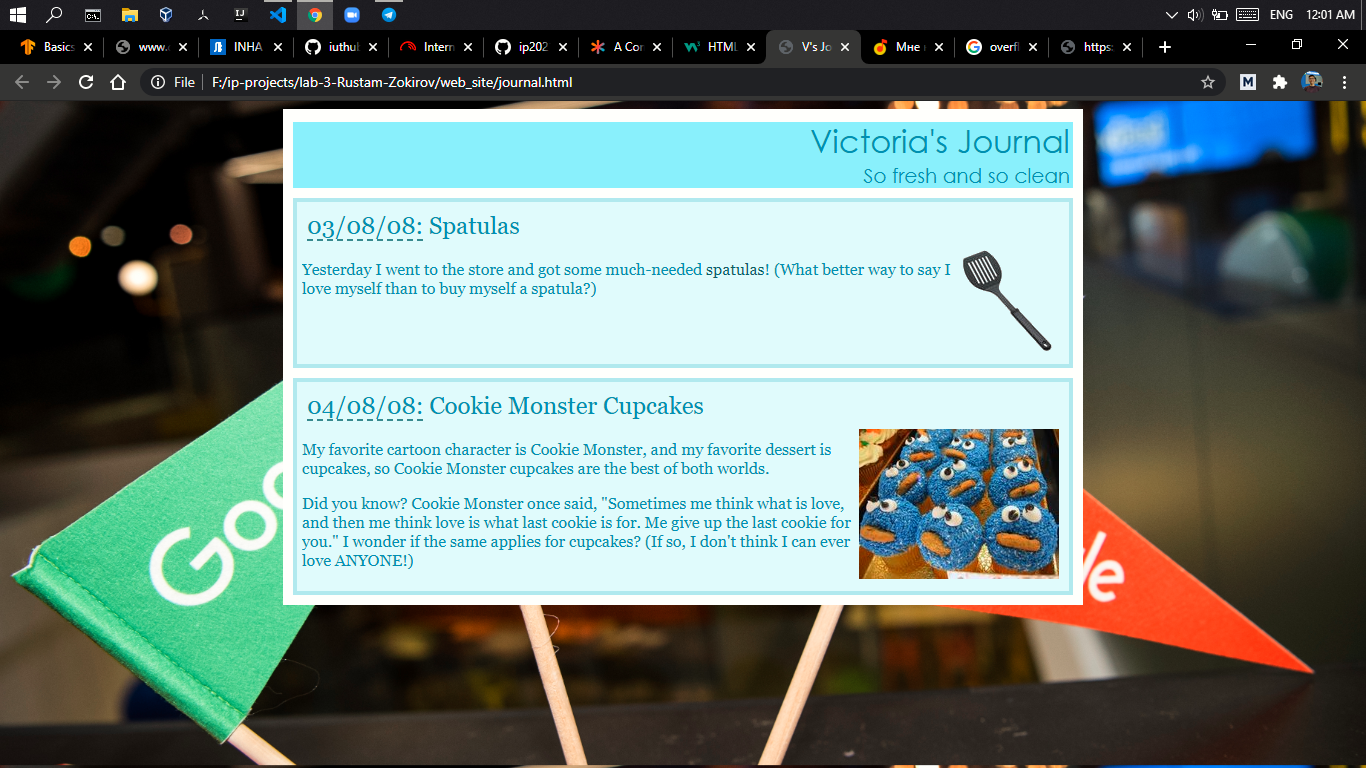 ENG 12:01 AM
Basics
www.
INHA
iuthul
Intern
ip202
A Cor
HTML
V's Jo
Мне
overfl
https:
File F:/ip-projects/lab-3-Rustam-Zokirov/web_site/journal.html
M
Victoria's Journal
So fresh and so clean
03/08/08: Spatulas
Yesterday I went to the store and got some much-needed spatulas! (What better way to say I
love myself than to buy myself a spatula?)
04/08/08: Cookie Monster Cupcakes
My favorite cartoon character is Cookie Monster, and my favorite dessert is
cupcakes, so Cookie Monster cupcakes are the best of both worlds.
Did you know? Cookie Monster once said, "Sometimes me think what is love,
and then me think love is what last cookie is for. Me give up the last cookie for
you." I wonder if the same applies for cupcakes? (If so, I don't think I can ever
love ANYONE!)
Goo
le